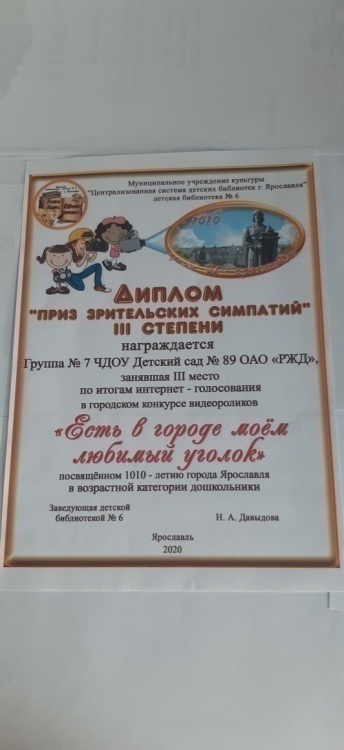 Муниципальное учреждение культуры
"Централизованная система детских библиотек г. Ярославля"
детская библиотека № 6
1010
ДИПЛОМ
"ПРИЗ ЗРИТЕЛЬСКИХ СИМПАТИЙ"
III СТЕПЕНИ
награждается
Группа № 7 ЧДОУ Детский сад № 89 ОАО «РЖД»,
занявшая III место
по итогам интернет - голосования
в городском конкурсе видеороликов
«Есть в городе моём
любимый уголок»
посвящённом 1010 - летию города Ярославля
в возрастной категории дошкольники
Заведующая детской
библиотекой № 6
Н. А. Давыдова
Ярославль
2020